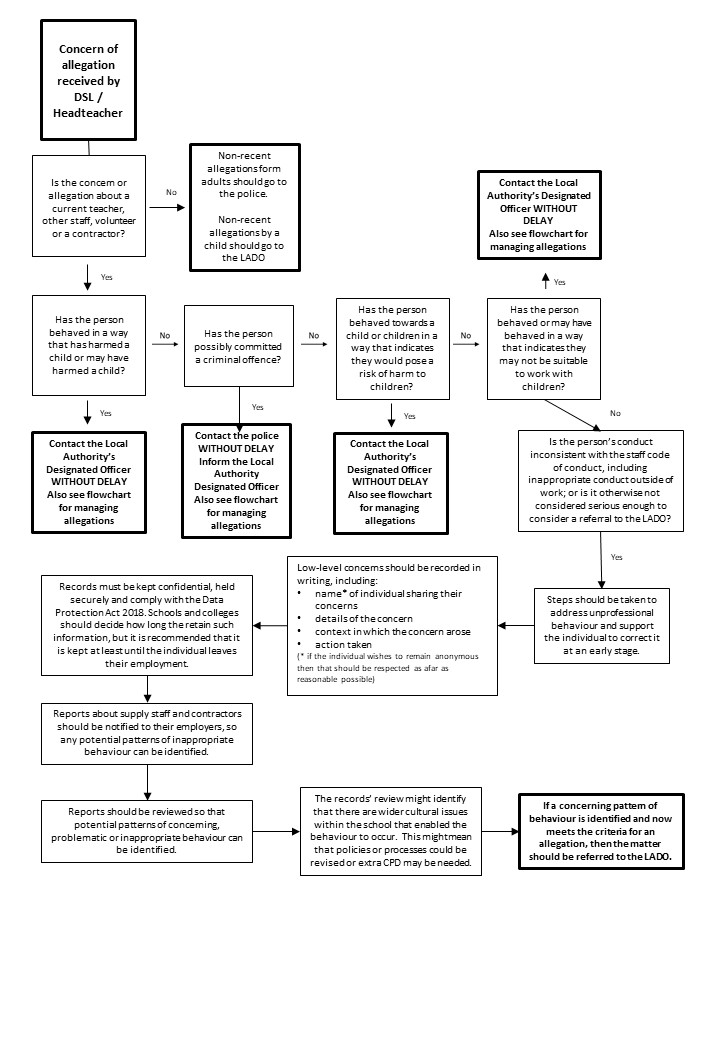 Concern of
allegation
received by
DSL /
Headteacher
Is the concern or
allegation about a
current teacher,
other staff, volunteer
or a contractor?
No
Non-recent
allegations form
adults should go to
the police.
Non-recent
allegations by a
child should go to
the LADO
Contact the Local
Authority's Designated
Officer WITHOUT
DELAY
Also see flowchart for
managing allegations
Yes
Yes
Has the person
behaved in a way
that has harmed a
child or may have
harmed a child?
No
Has the person
possibly committed
a criminal offence?
No
Has the person
behaved towards a
child or children in a
way that indicates
they would pose a
risk of harm to
children?
No
Has the person
behaved or may have
behaved in a way
that indicates they
may not be suitable
to work with
children?
Yes
Yes
Yes
No
Contact the Local
Authority's
Designated Officer
WITHOUT DELAY
Also see flowchart
for managing
allegations
Contact the police
WITHOUT DELAY
Inform the Local
Authority
Designated Officer
Also see flowchart
for managing
allegations
Contact the Local
Authority's
Designated Officer
WITHOUT DELAY
Also see flowchart
for managing
allegations
Is the person's conduct
inconsistent with the staff code
of conduct, including
inappropriate conduct outside of
work; or is it otherwise not
considered serious enough to
consider a referral to the LADO?
Yes
Steps should be taken to
address unprofessional
behaviour and support
the individual to correct it
at an early stage.
Low-level concerns should be recorded in
writing, including:
• name* of individual sharing their
concerns
• details of the concern
• context in which the concern arose
• action taken
(* if the individual wishes to remain anonymous
then that should be respected as afar as
reasonable possible)
Records must be kept confidential, held
securely and comply with the Data
Protection Act 2018. Schools and colleges
should decide how long the retain such
information, but it is recommended that it
is kept at least until the individual leaves
their employment.
Reports about supply staff and contractors
should be notified to their employers, so
any potential patterns of inappropriate
behaviour can be identified.
Reports should be reviewed so that
potential patterns of concerning,
problematic or inappropriate behaviour can
be identified.
The records' review might identify
that there are wider cultural issues
within the school that enabled the
behaviour to occur. This might mean
that policies or processes could be
revised or extra CPD may be needed.
If a concerning pattern of
behaviour is identified and now
meets the criteria for an
allegation, then the matter
should be referred to the LADO.